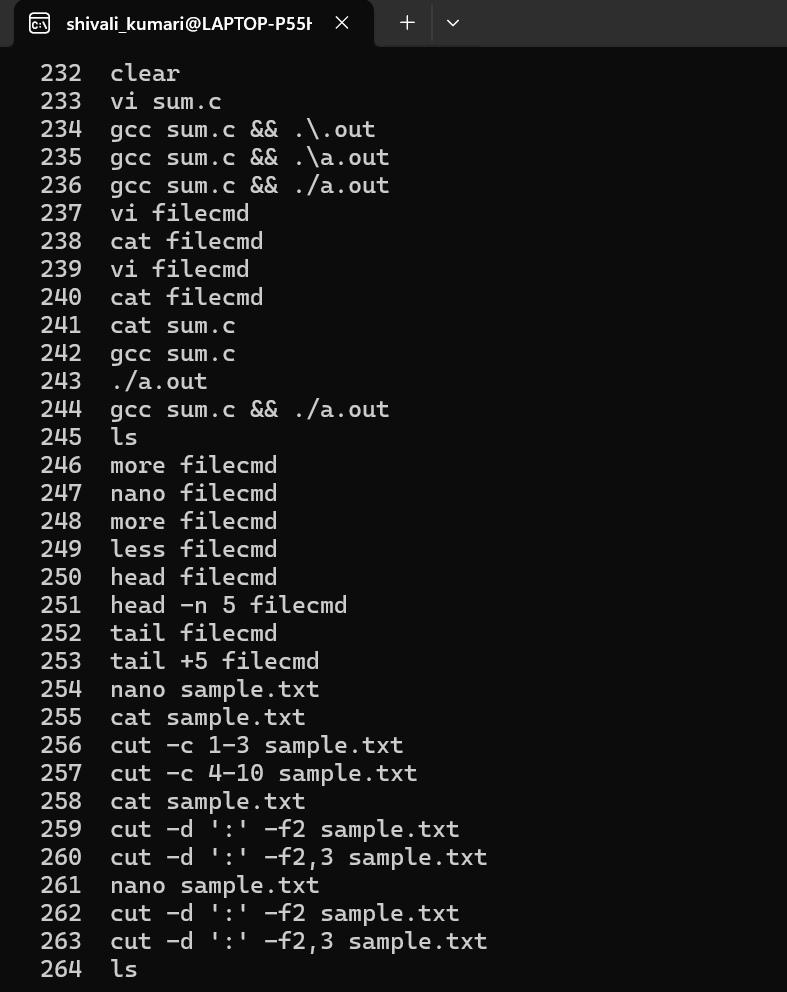 shivali_kumari@LAPTOP-P55
232 clear
233 vi sum.c
234 gcc sum.c && .\.out
235 gcc sum.c && .\a.out
236 gcc sum.c && ./a.out
237 vi filecmd
238 cat filecmd
239 vi filecmd
240 cat filecmd
241 cat sum.c
242 gcc sum.c
243 ./a.out
244 gcc sum.c && ./a.out
245 ls
246 more filecmd
247 nano filecmd
248 more filecmd
249 less filecmd
250 head filecmd
251 head -n 5 filecmd
252 tail filecmd
253 tail +5 filecmd
254 nano sample.txt
255 cat sample.txt
256 cut -c 1-3 sample.txt
257 cut -c 4-10 sample.txt
258 cat sample.txt
259 cut -d ':' -f2 sample.txt
260 cut -d ':' -f2,3 sample.txt
261 nano sample.txt
262 cut -d ':' -f2 sample.txt
263 cut -d ':' -f2,3 sample.txt
264 ls